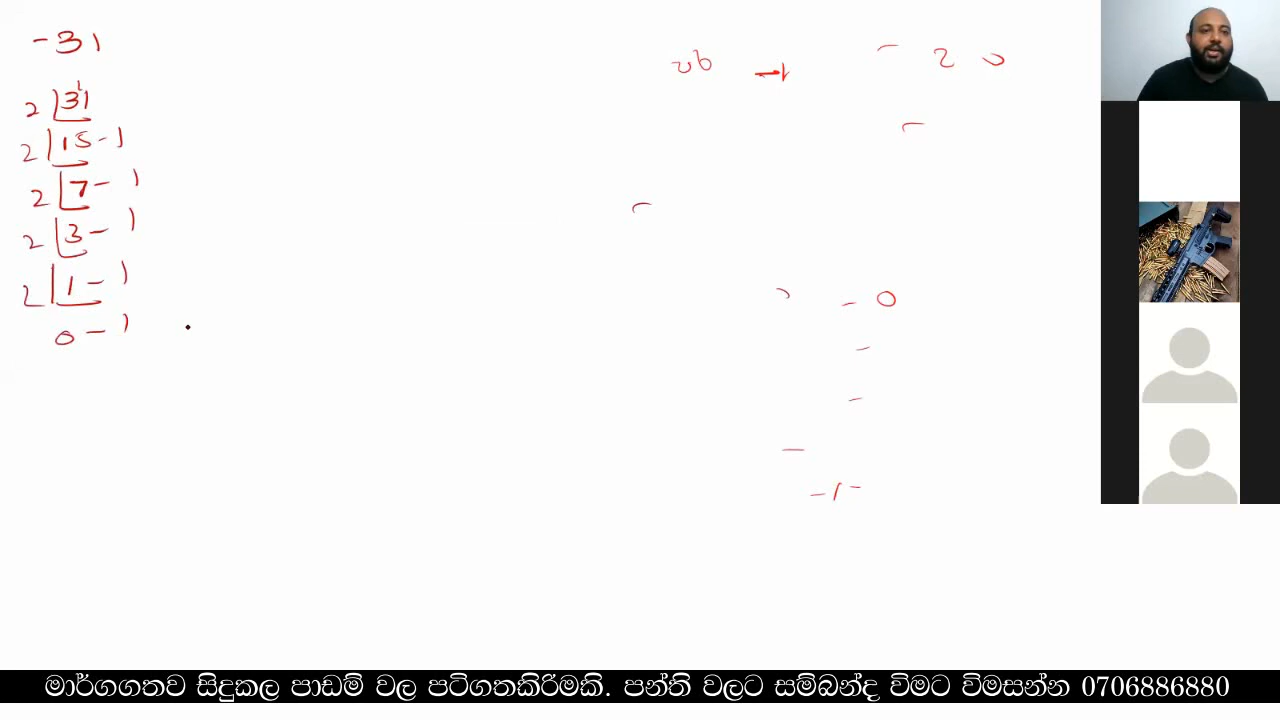 -31
2 31
2 15 - 1
2 7 - 1
2 3 - 1
2 1 - 1
0 - 1
2 0
- 0
මාර්ගගතව සිදුකල පාඩම් වල පටිගතකිරිමකි. පන්ති වලට සම්බන්ද විමට විමසන්න 0706886880